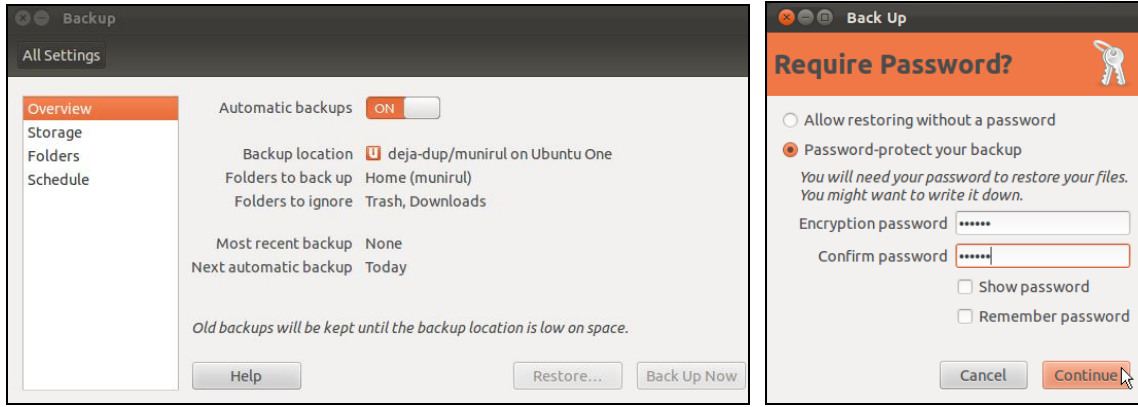 Backup
All Settings
Overview
Storage
Folders
Schedule
Automatic backups ON
Backup location deja-dup/munirul on Ubuntu One
Folders to back up Home (munirul)
Folders to ignore Trash, Downloads
Most recent backup None
Next automatic backup Today
Old backups will be kept until the backup location is low on space.
Help Restore... Back Up Now
Back Up
Require Password?
Allow restoring without a password
Password-protect your backup
You will need your password to restore your files.
You might want to write it down.
Encryption password ••••••
Confirm password ••••••
Show password
Remember password
Cancel Continue